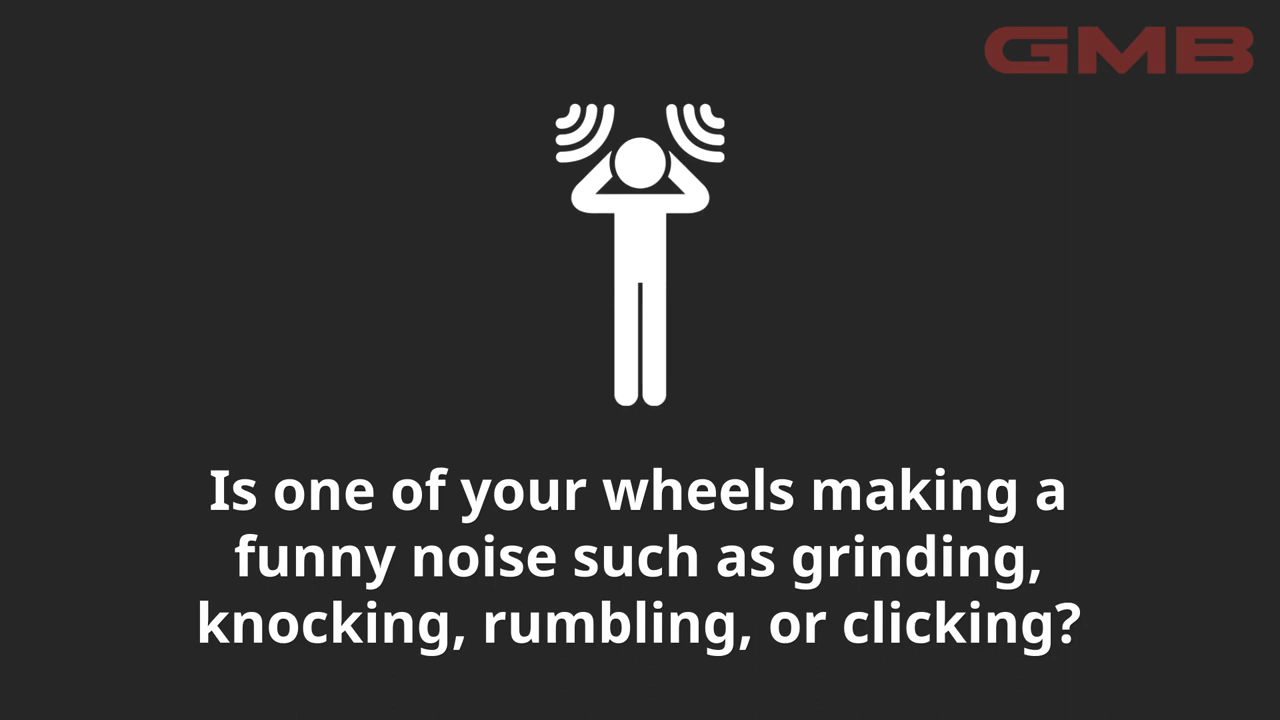 GMB
Is one of your wheels making a
funny noise such as grinding,
knocking, rumbling, or clicking?